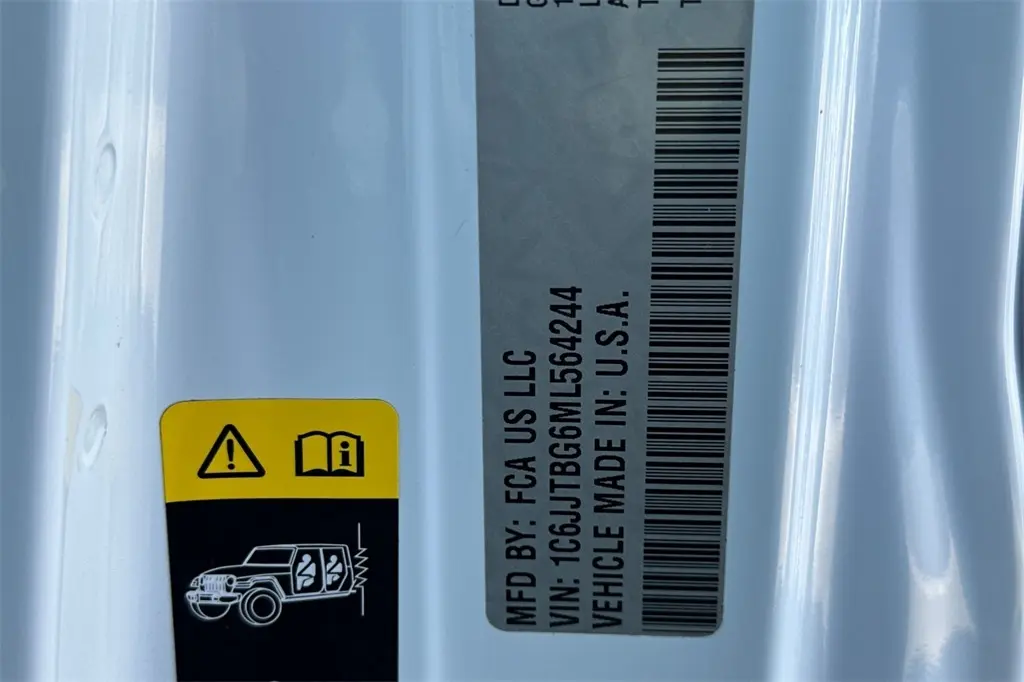 MFD BY: FCA US LLC
VIN: 1C6JJTBG6ML564244
VEHICLE MADE IN: U.S.A.